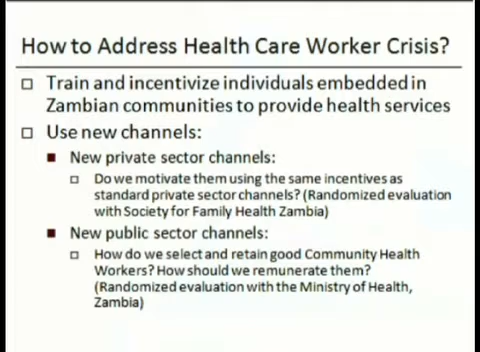 How to Address Health Care Worker Crisis?
Train and incentivize individuals embedded in
Zambian communities to provide health services
Use new channels:
New private sector channels:
Do we motivate them using the same incentives as
standard private sector channels? (Randomized evaluation
with Society for Family Health Zambia)
New public sector channels:
How do we select and retain good Community Health
Workers? How should we remunerate them?
(Randomized evaluation with the Ministry of Health,
Zambia)